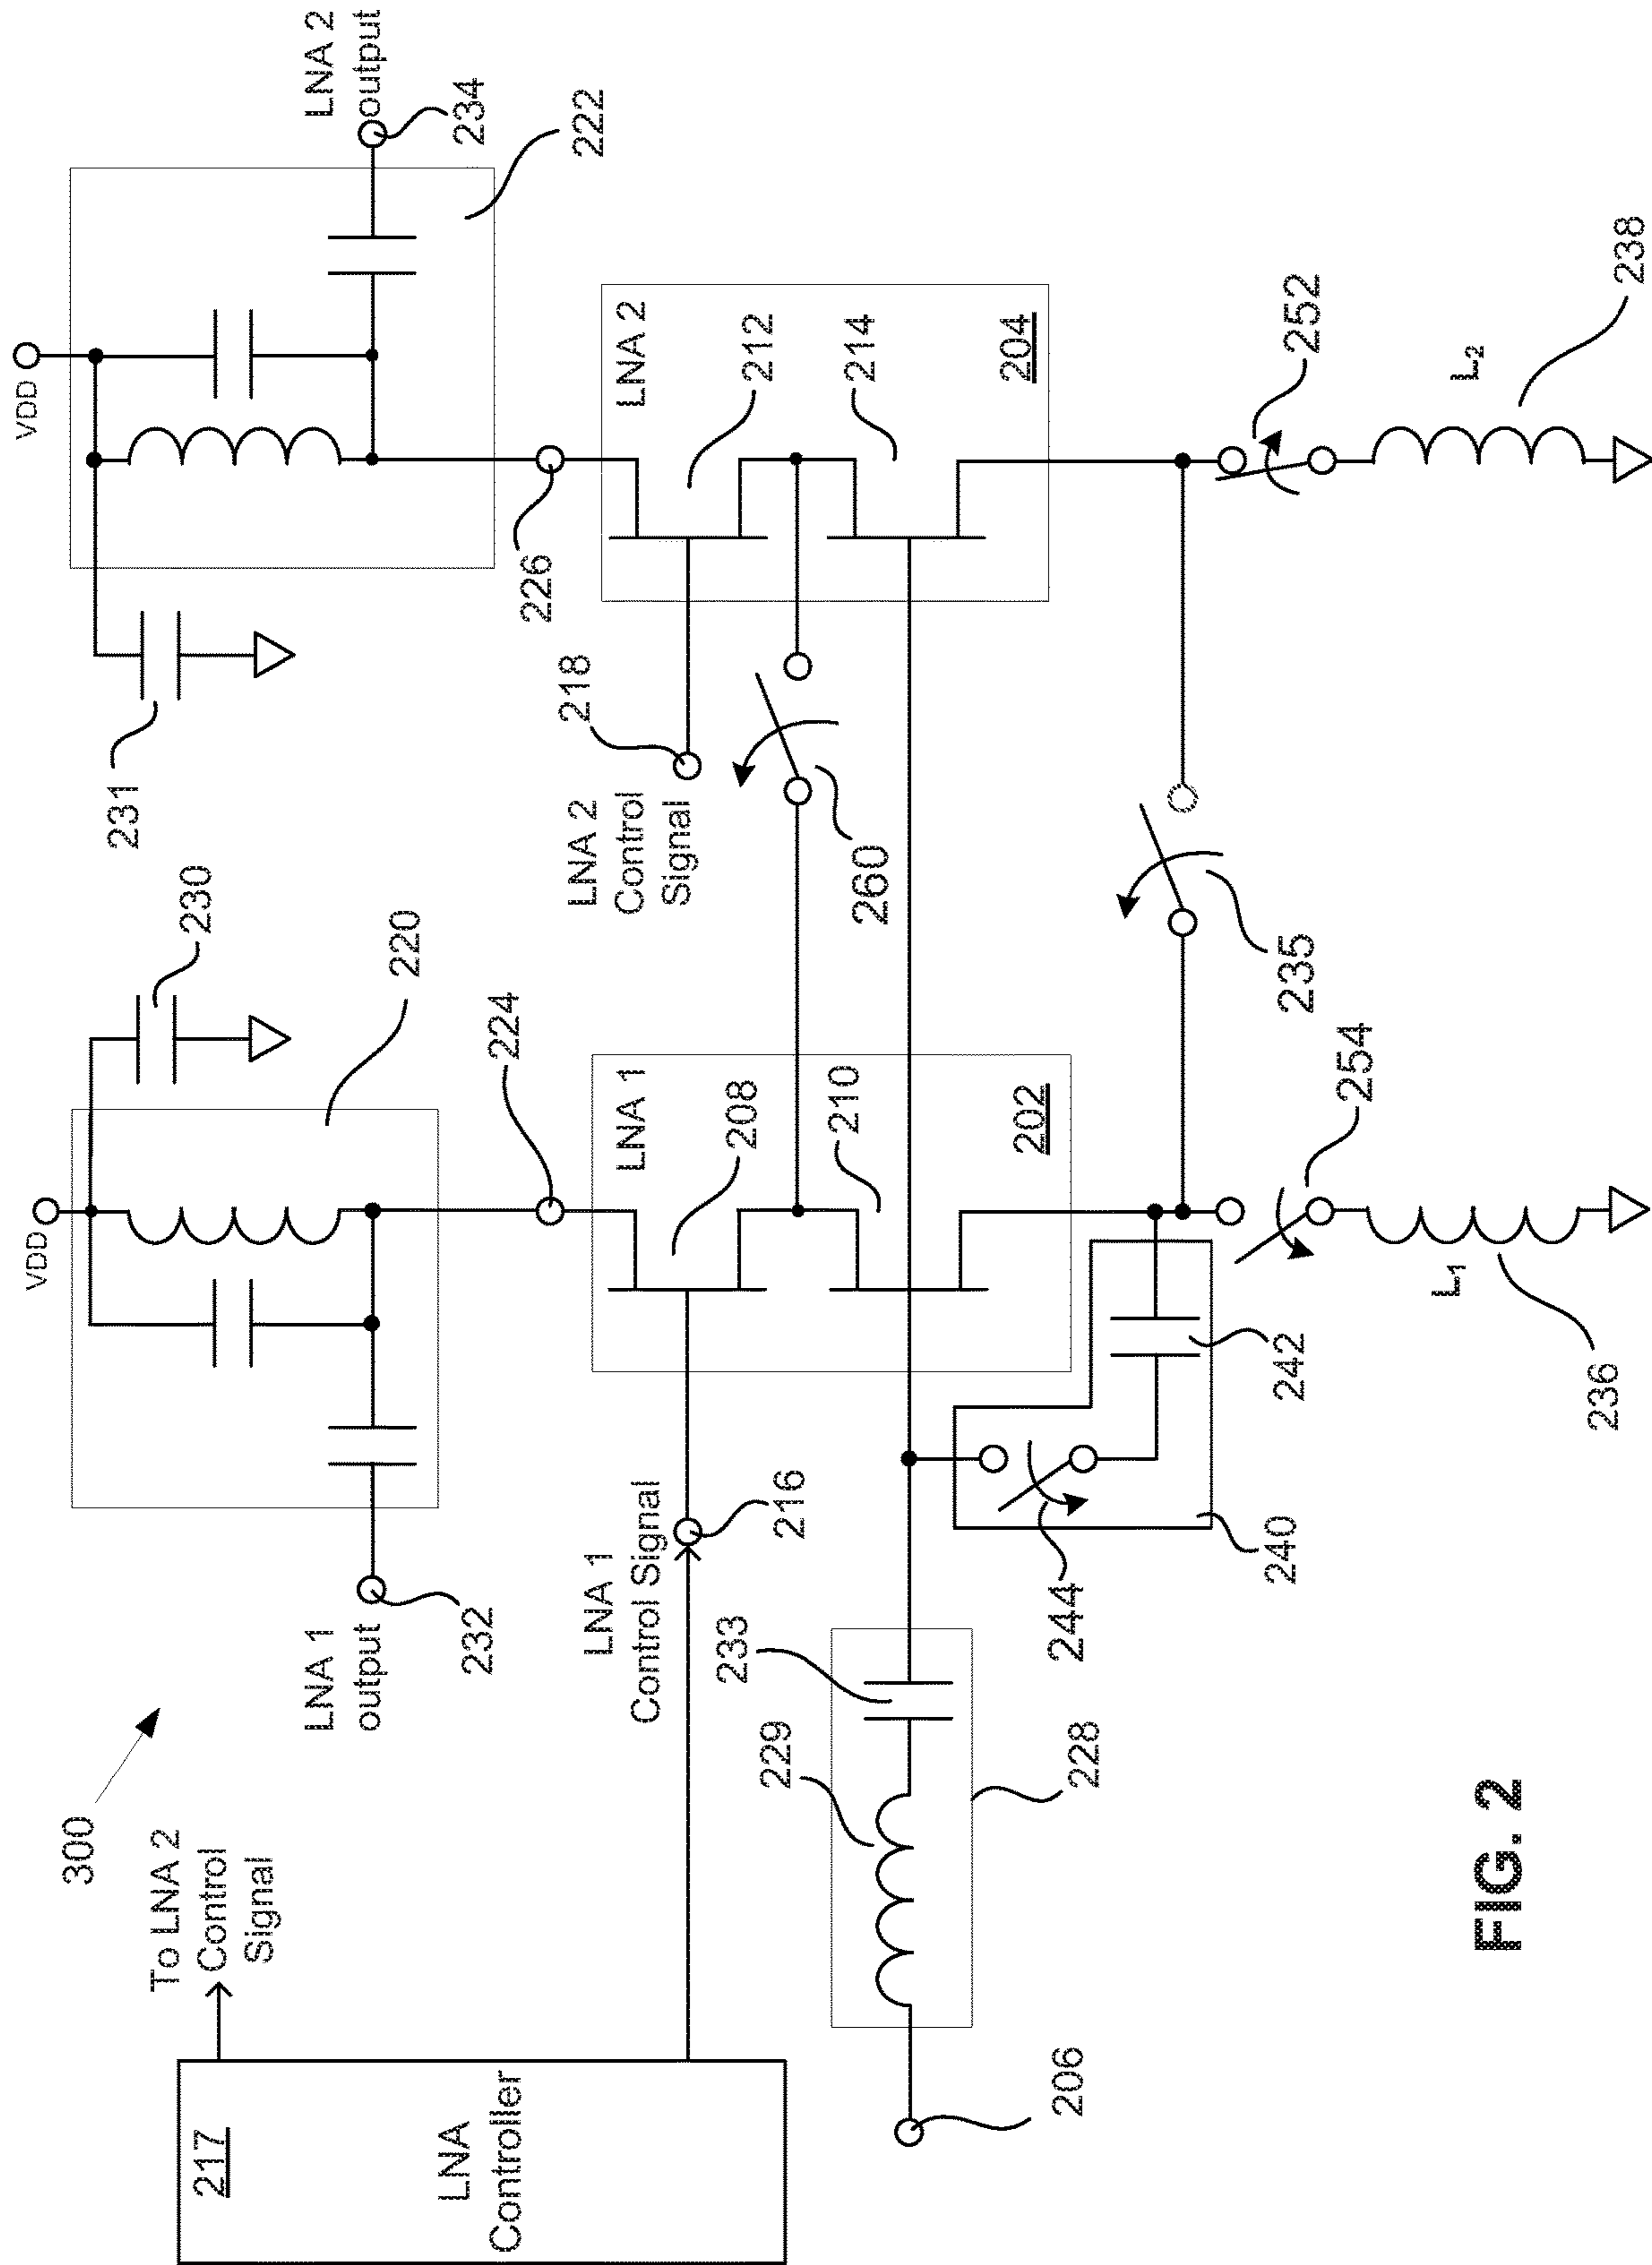 300
To LNA 2
Control
Signal
217
LNA
Controller
VDD
230
220
LNA 1
output
232
224
VDD
231
LNA 2
output
234
222
226
LNA 1
Control Signal
216
LNA 1
208
210
202
LNA 2
Control
Signal
218
260
LNA 2
212
214
204
206
229
233
228
244
240
242
235
254
L₁
236
252
L₂
238
FIG. 2